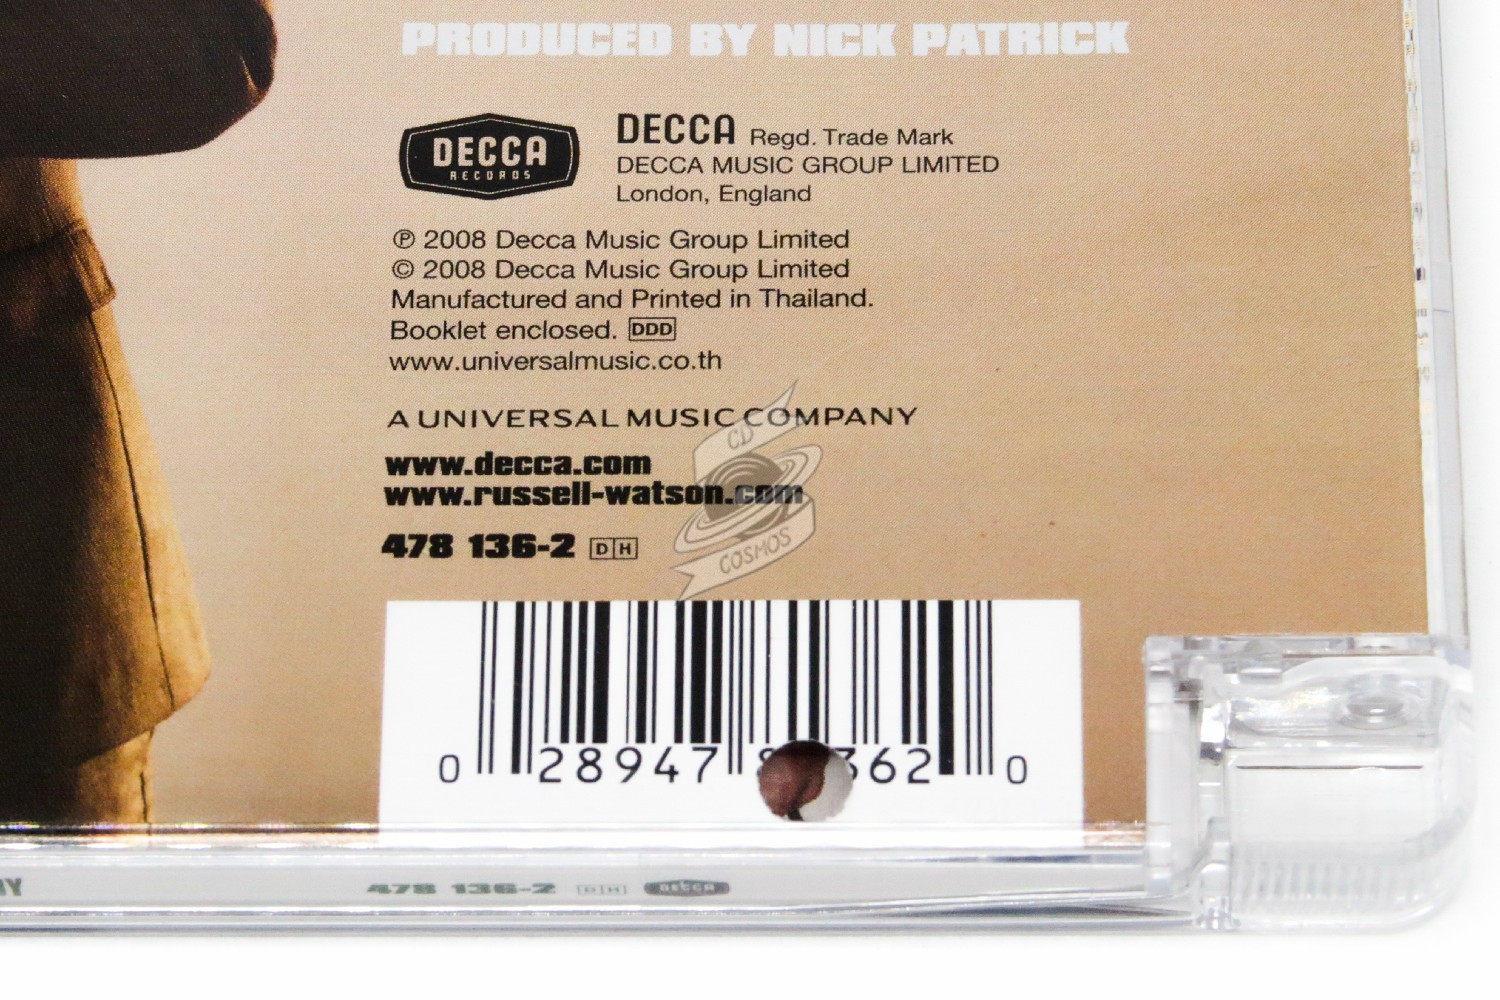 PRODUCED BY NICK PATRICK
DECCA
RECORDS
DECCA Regd. Trade Mark
DECCA MUSIC GROUP LIMITED
London, England
℗ 2008 Decca Music Group Limited
© 2008 Decca Music Group Limited
Manufactured and Printed in Thailand.
Booklet enclosed. DDD
www.universalmusic.co.th
A UNIVERSAL MUSIC COMPANY
www.decca.com
www.russell-watson.com
478 136-2 DH
CD
COSMOS
0 28947 362 0
478 136-2 DH DECCA